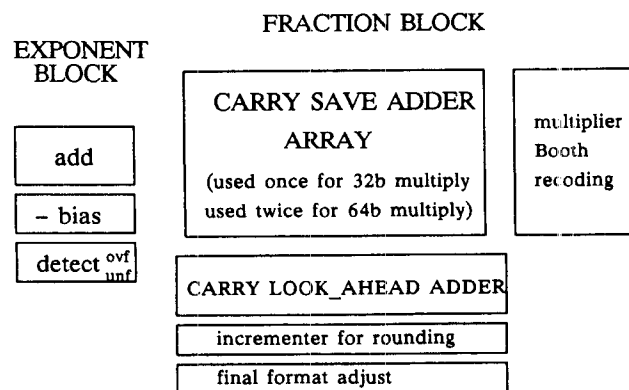 FRACTION BLOCK
EXPONENT
BLOCK
add
– bias
detect ovf
unf
CARRY SAVE ADDER
ARRAY
(used once for 32b multiply
used twice for 64b multiply)
multiplier
Booth
recoding
CARRY LOOK_AHEAD ADDER
incrementer for rounding
final format adjust